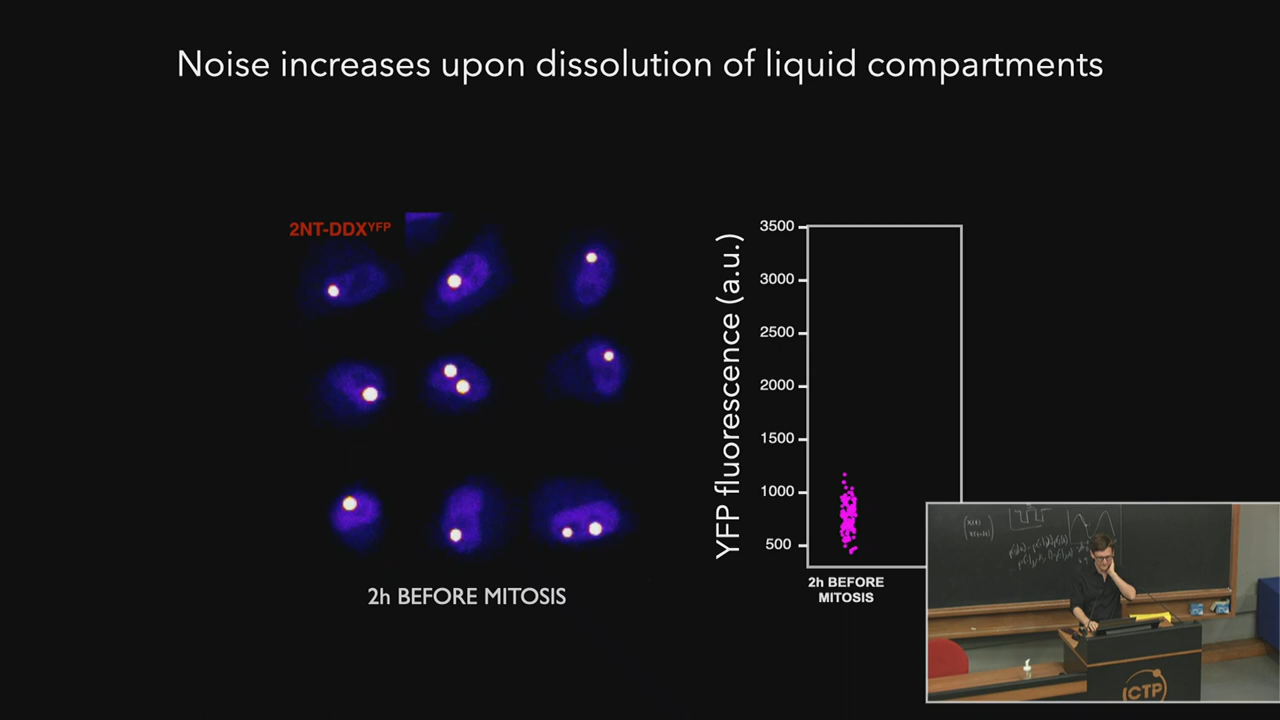 Noise increases upon dissolution of liquid compartments
2NT-DDXYFP
2h BEFORE MITOSIS
YFP fluorescence (a.u.)
3500
3000
2500
2000
1500
1000
500
2h BEFORE
MITOSIS
ICTP